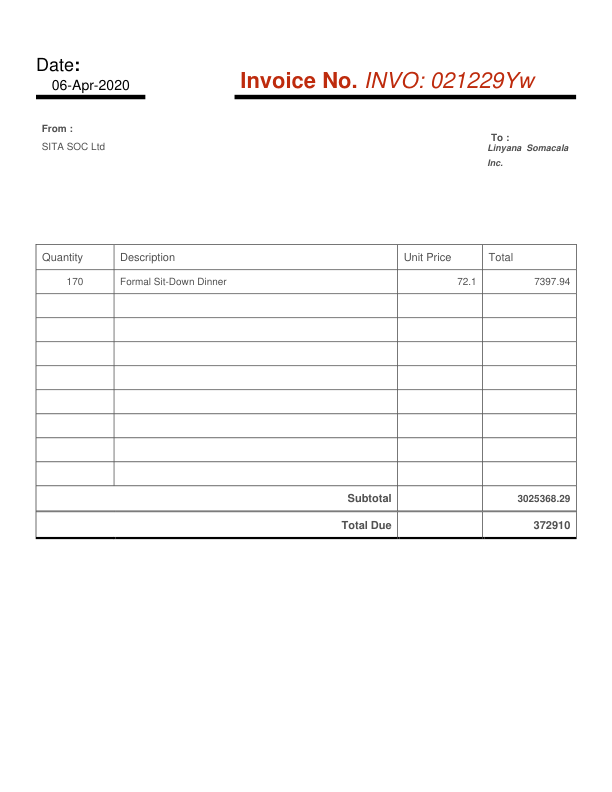 Date:
06-Apr-2020
Invoice No. INVO: 021229Yw
From :
SITA SOC Ltd
To :
Linyana Somacala
Inc.
Quantity Description Unit Price Total
170 Formal Sit-Down Dinner 72.1 7397.94
Subtotal 3025368.29
Total Due 372910